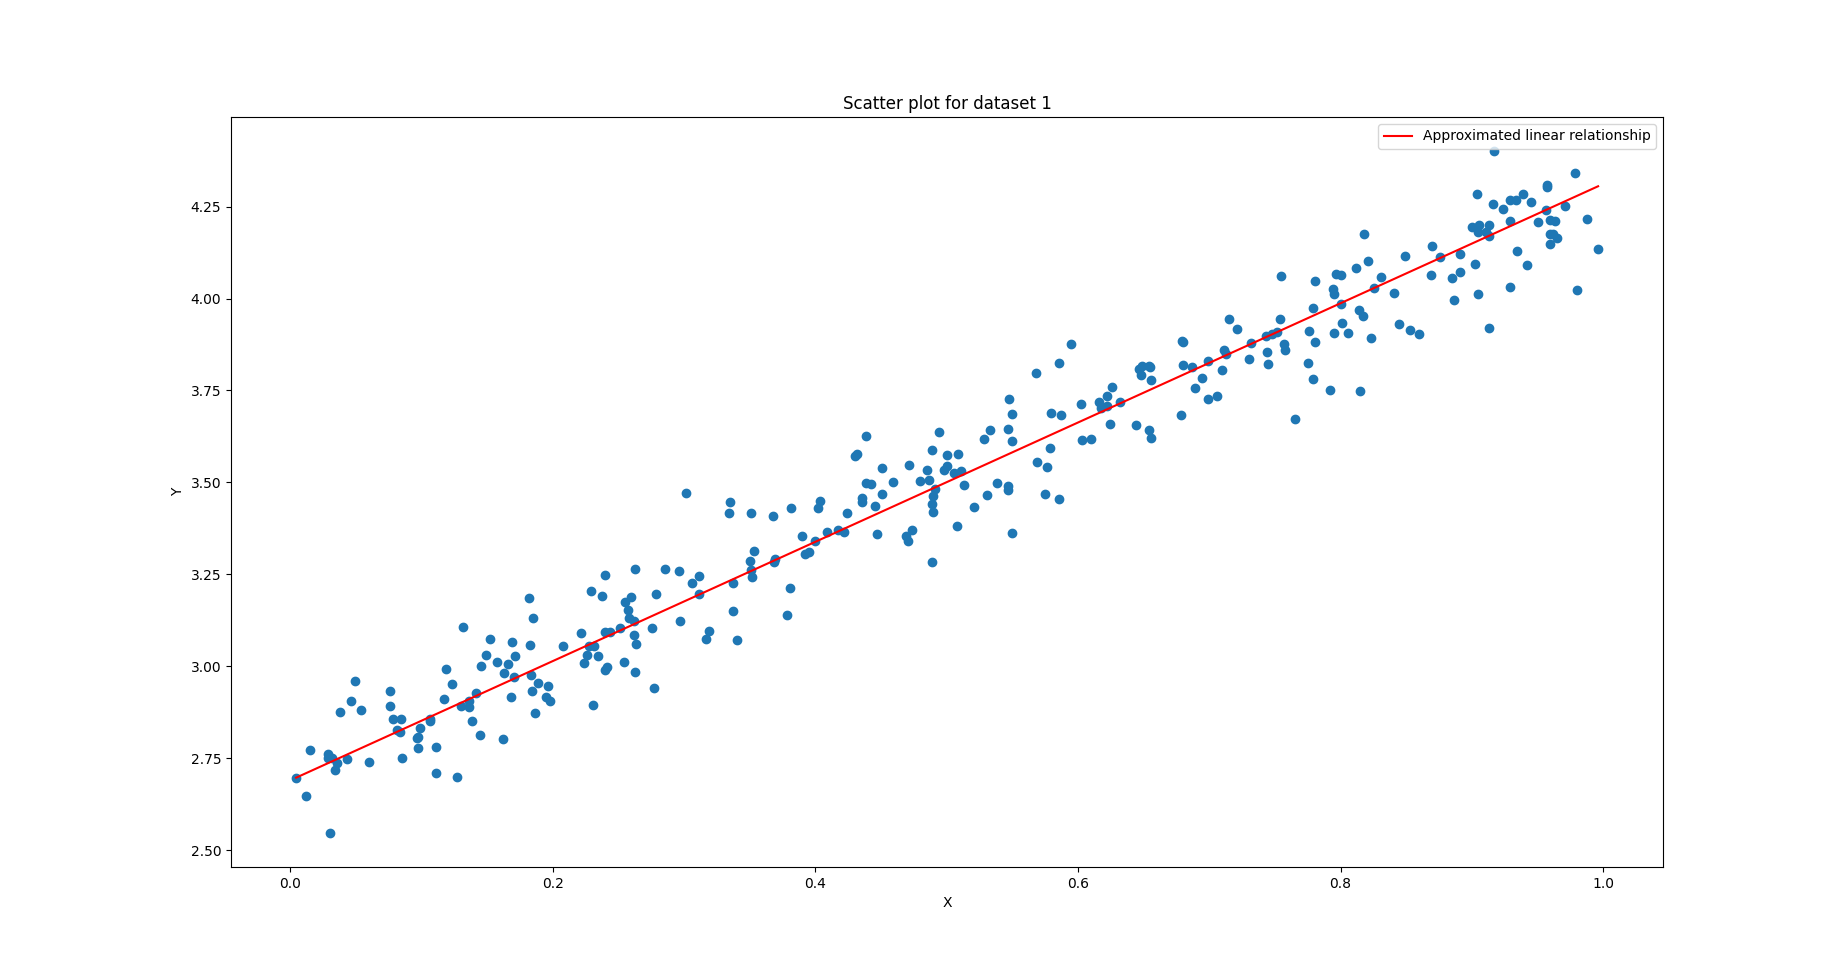 Scatter plot for dataset 1
Approximated linear relationship
4.25
4.00
3.75
3.50
3.25
3.00
2.75
2.50
Y
0.0 0.2 0.4 0.6 0.8 1.0
X